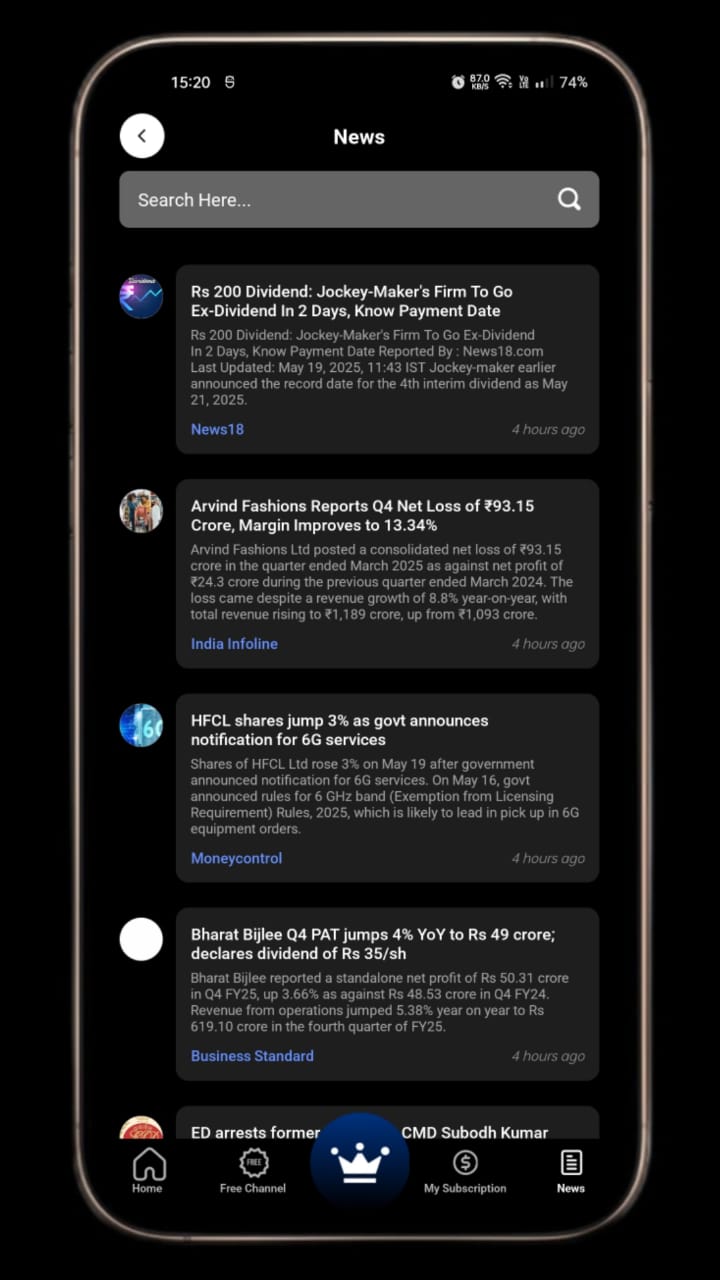 15:20 87.0 KB/S Vo LTE 74%
News
Search Here...
Rs 200 Dividend: Jockey-Maker's Firm To Go
Ex-Dividend In 2 Days, Know Payment Date
Rs 200 Dividend: Jockey-Maker's Firm To Go Ex-Dividend
In 2 Days, Know Payment Date Reported By : News18.com
Last Updated: May 19, 2025, 11:43 IST Jockey-maker earlier
announced the record date for the 4th interim dividend as May
21, 2025.
News18 4 hours ago
Arvind Fashions Reports Q4 Net Loss of ₹93.15
Crore, Margin Improves to 13.34%
Arvind Fashions Ltd posted a consolidated net loss of ₹93.15
crore in the quarter ended March 2025 as against net profit of
₹24.3 crore during the previous quarter ended March 2024. The
loss came despite a revenue growth of 8.8% year-on-year, with
total revenue rising to ₹1,189 crore, up from ₹1,093 crore.
India Infoline 4 hours ago
HFCL shares jump 3% as govt announces
notification for 6G services
Shares of HFCL Ltd rose 3% on May 19 after government
announced notification for 6G services. On May 16, govt
announced rules for 6 GHz band (Exemption from Licensing
Requirement) Rules, 2025, which is likely to lead in pick up in 6G
equipment orders.
Moneycontrol 4 hours ago
Bharat Bijlee Q4 PAT jumps 4% YoY to Rs 49 crore;
declares dividend of Rs 35/sh
Bharat Bijlee reported a standalone net profit of Rs 50.31 crore
in Q4 FY25, up 3.66% as against Rs 48.53 crore in Q4 FY24.
Revenue from operations jumped 5.38% year on year to Rs
619.10 crore in the fourth quarter of FY25.
Business Standard 4 hours ago
ED arrests former CMD Subodh Kumar
FREE
Home Free Channel My Subscription News